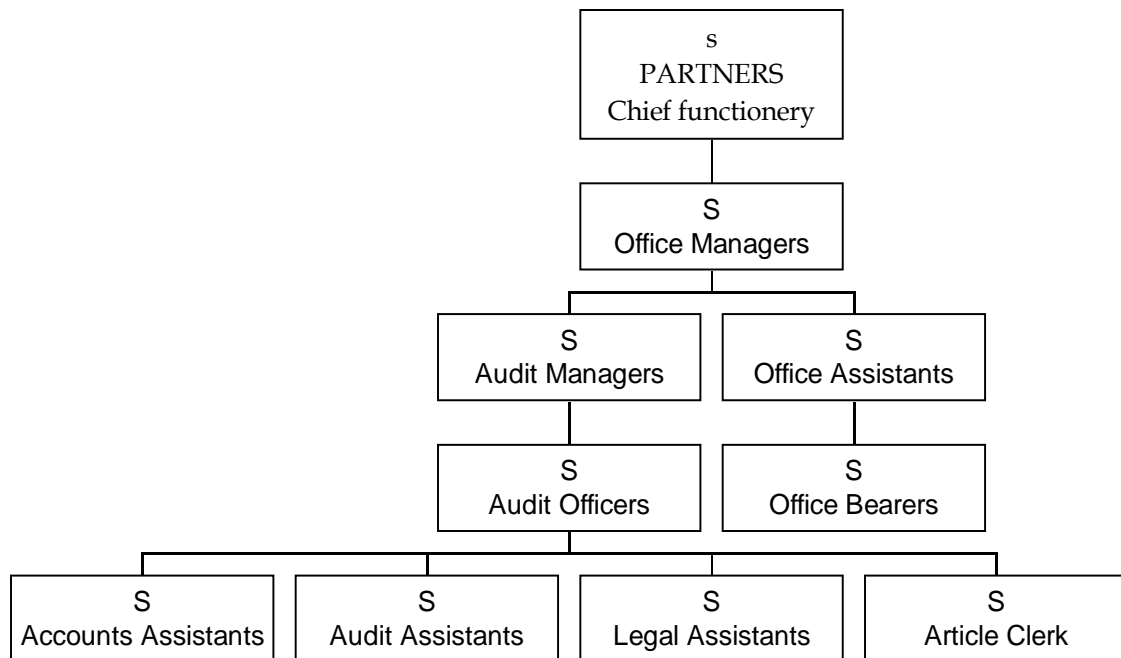 s
PARTNERS
Chief functionery
S
Office Managers
S
Audit Managers
S
Office Assistants
S
Audit Officers
S
Office Bearers
S
Accounts Assistants
S
Audit Assistants
S
Legal Assistants
S
Article Clerk